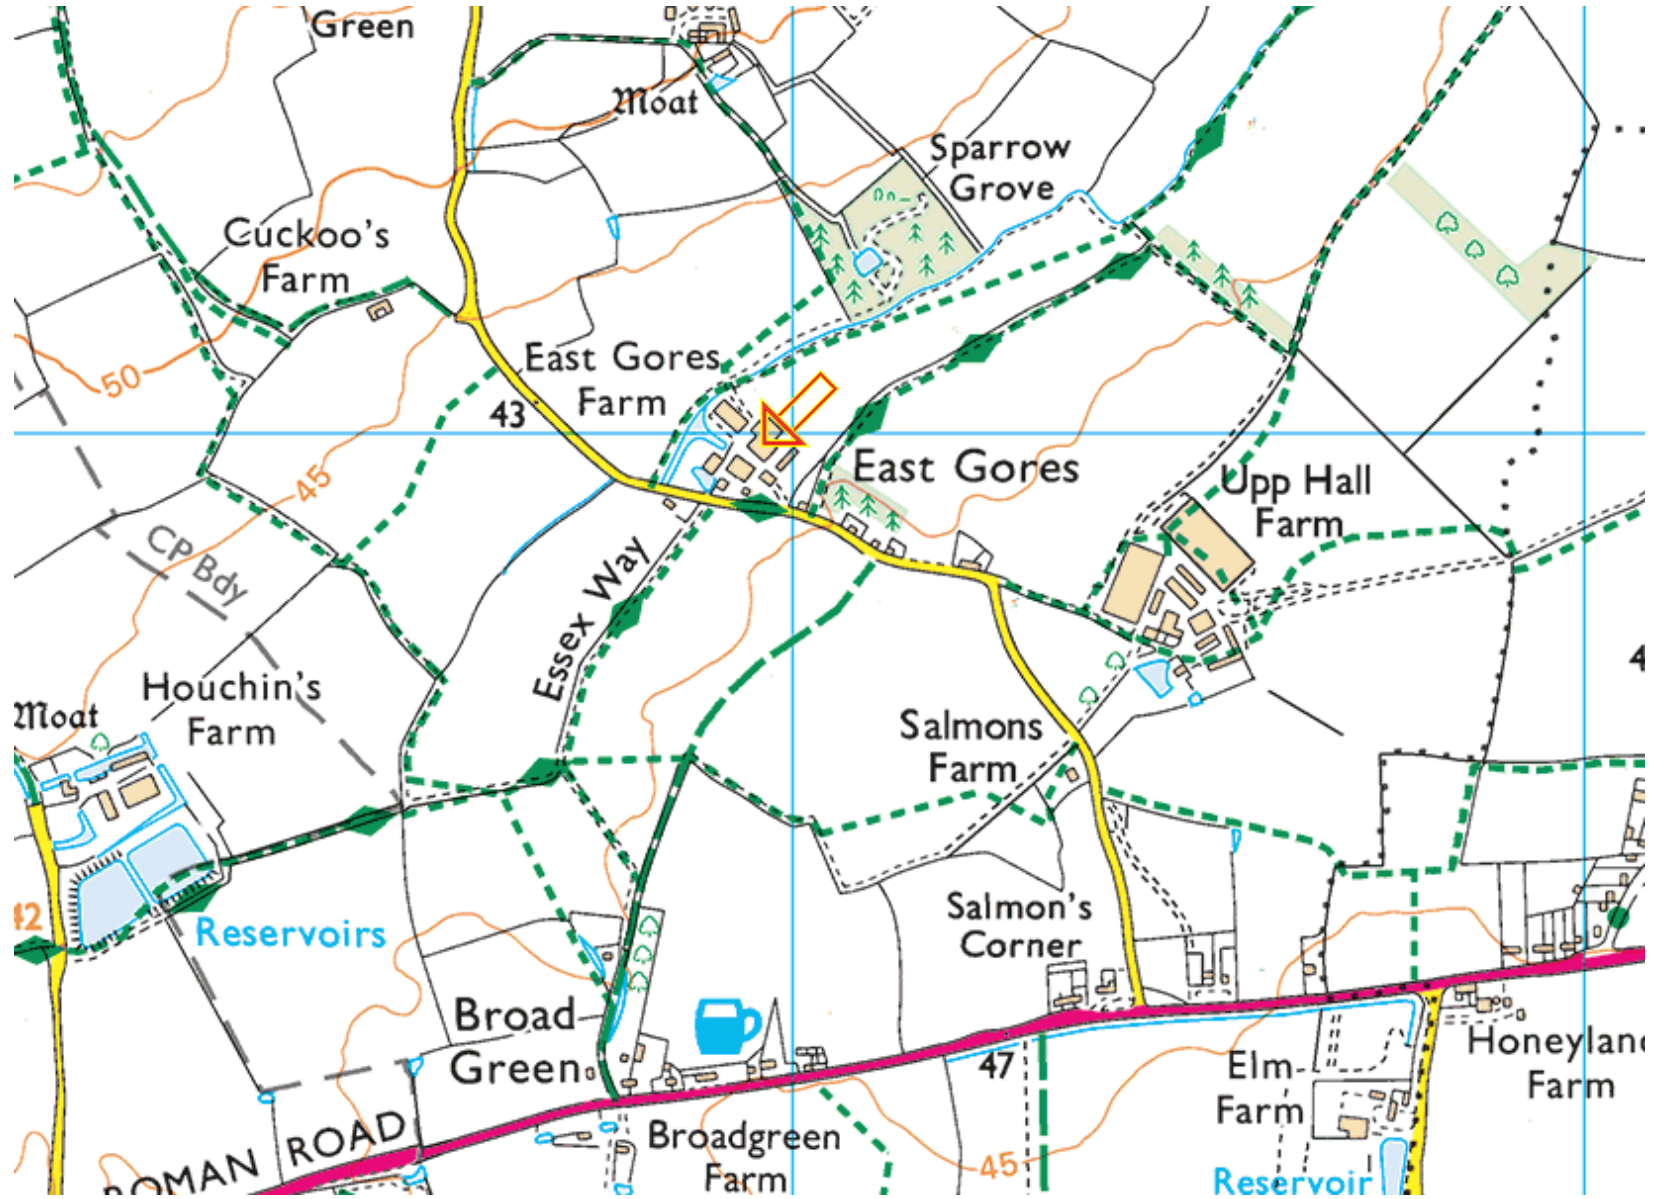 Green
Moat
Sparrow
Grove
Cuckoo's
Farm
East Gores
Farm
50
43
East Gores
45
Upp Hall
Farm
CP Bdy
Essex Way
Houchin's
Farm
Moat
Salmons
Farm
42
Reservoirs
Salmon's
Corner
Broad
Green
47
Honeylan
Farm
Elm
Farm
ROMAN ROAD
Broadgreen
Farm
45
Reservoir
4